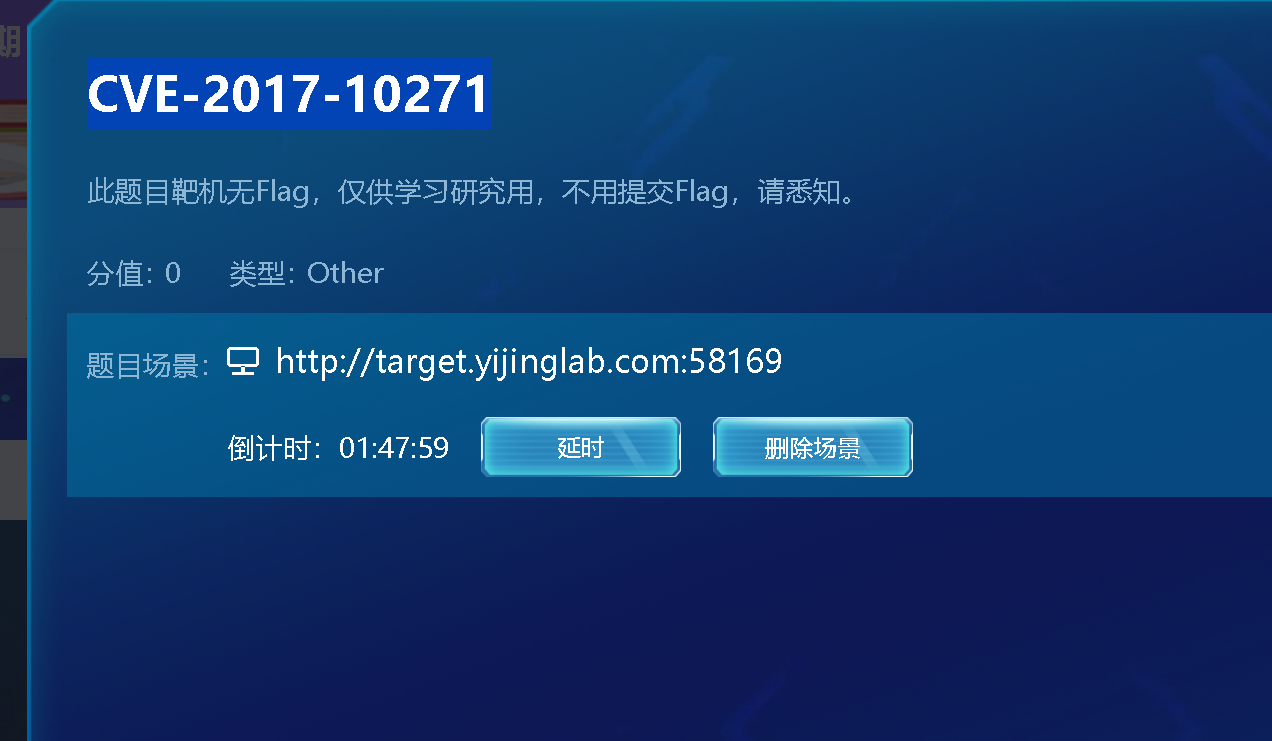 期
CVE-2017-10271
此题目靶机无Flag，仅供学习研究用，不用提交Flag，请悉知。
分值：0 类型：Other
题目场景： http://target.yijinglab.com:58169
倒计时：01:47:59 延时 删除场景